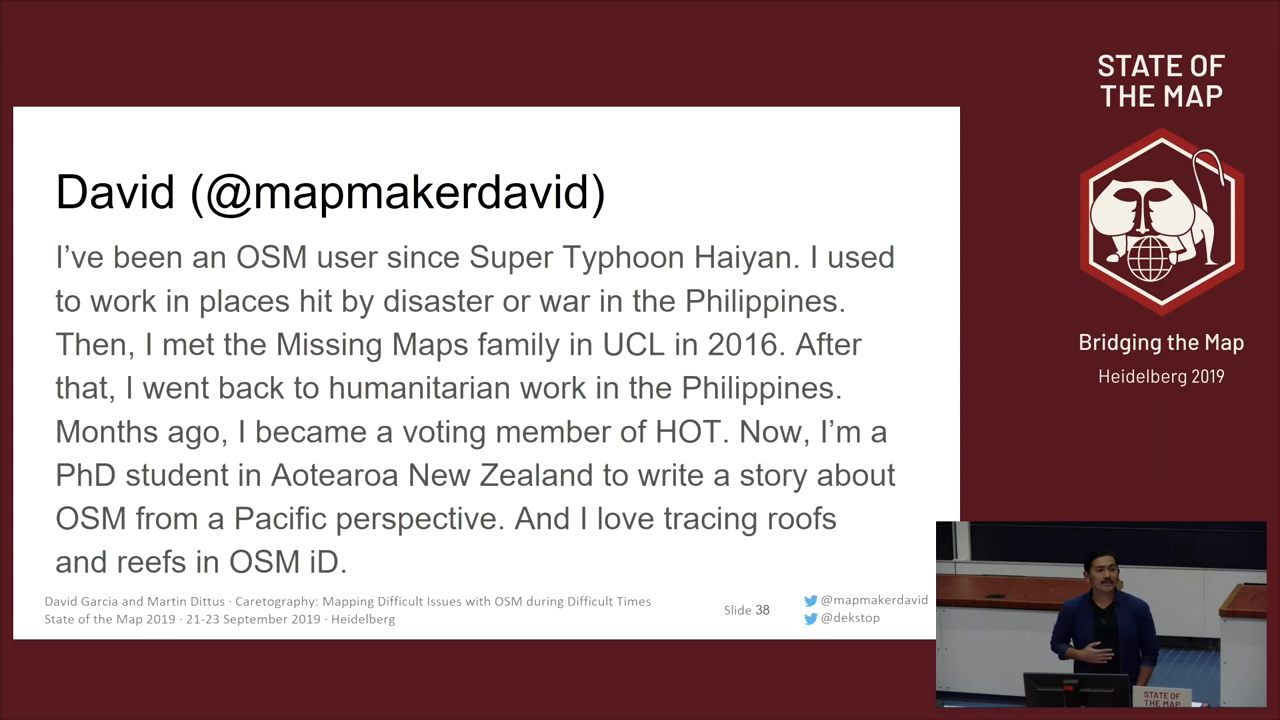 STATE OF
THE MAP
David (@mapmakerdavid)
I’ve been an OSM user since Super Typhoon Haiyan. I used
to work in places hit by disaster or war in the Philippines.
Then, I met the Missing Maps family in UCL in 2016. After
that, I went back to humanitarian work in the Philippines.
Months ago, I became a voting member of HOT. Now, I’m a
PhD student in Aotearoa New Zealand to write a story about
OSM from a Pacific perspective. And I love tracing roofs
and reefs in OSM iD.
David Garcia and Martin Dittus · Caretography: Mapping Difficult Issues with OSM during Difficult Times
State of the Map 2019 · 21-23 September 2019 · Heidelberg
Slide 38
@mapmakerdavid
@dekstop
Bridging the Map
Heidelberg 2019
STATE OF
THE MAP